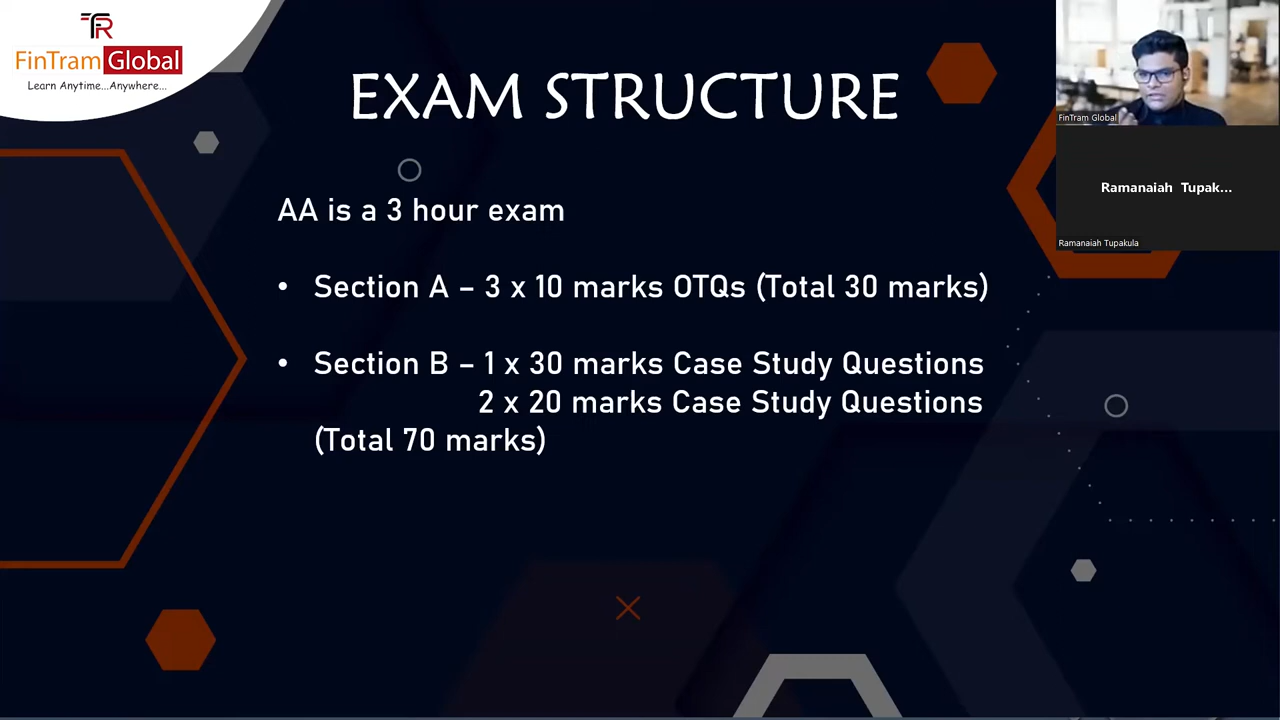 TR
FinTram Global
Learn Anytime...Anywhere...
EXAM STRUCTURE
AA is a 3 hour exam
• Section A – 3 x 10 marks OTQs (Total 30 marks)
• Section B – 1 x 30 marks Case Study Questions
2 x 20 marks Case Study Questions
(Total 70 marks)
FinTram Global
Ramanaiah Tupak...
Ramanaiah Tupakula